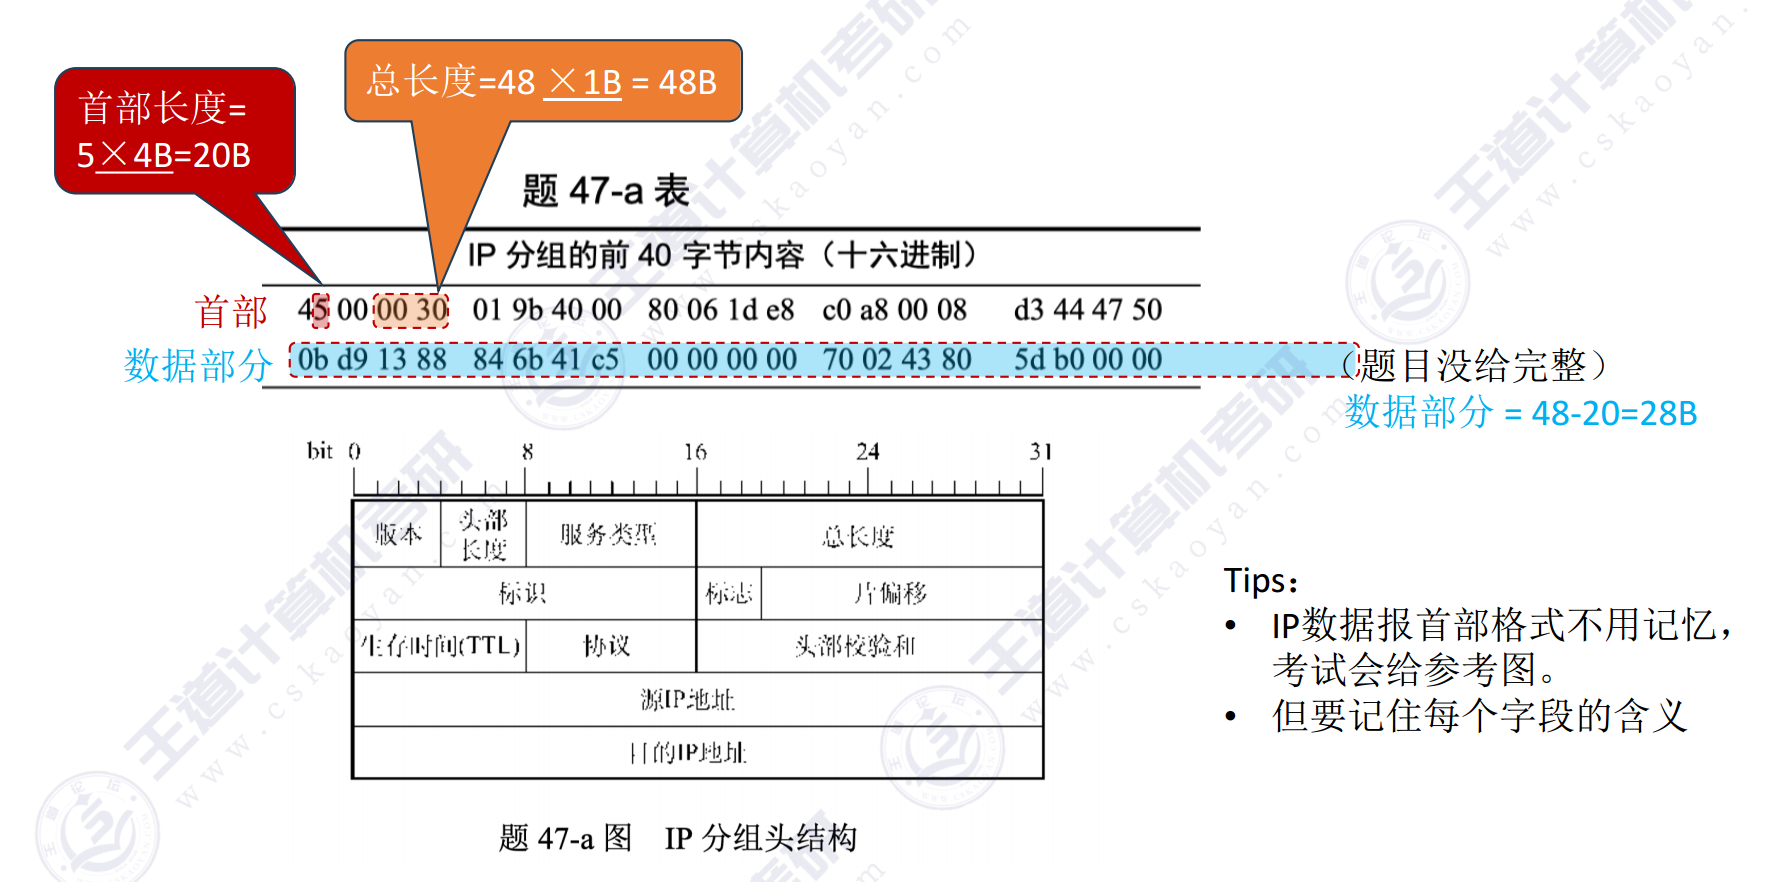 首部长度=
5×4B=20B
总长度=48 ×1B = 48B
题 47-a 表
IP 分组的前 40 字节内容（十六进制）
首部 45 00 00 30 01 9b 40 00 80 06 1d e8 c0 a8 00 08 d3 44 47 50
数据部分 0b d9 13 88 84 6b 41 c5 00 00 00 00 70 02 43 80 5d b0 00 00 （题目没给完整）
数据部分 = 48-20=28B
bit 0 8 16 24 31
版本 头部长度 服务类型 总长度
标识 标志 片偏移
生存时间(TTL) 协议 头部校验和
源IP地址
目的IP地址
题 47-a 图 IP 分组头结构
Tips：
• IP数据报首部格式不用记忆，
考试会给参考图。
• 但要记住每个字段的含义
王道计算机考研
www.cskaoyan.com